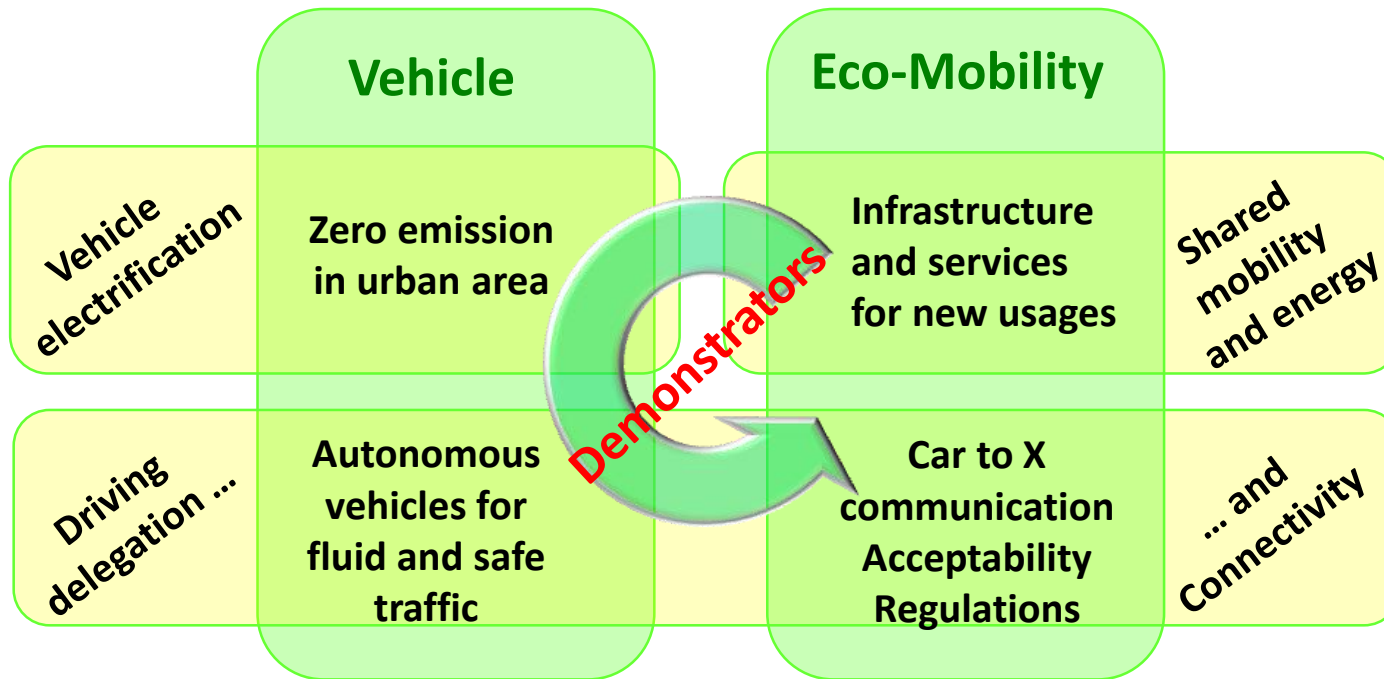 Vehicle
Eco-Mobility
Vehicle
electrification
Zero emission
in urban area
Infrastructure
and services
for new usages
Shared
mobility
and energy
Demonstrators
Driving
delegation ...
Autonomous
vehicles for
fluid and safe
traffic
Car to X
communication
Acceptability
Regulations
... and
Connectivity